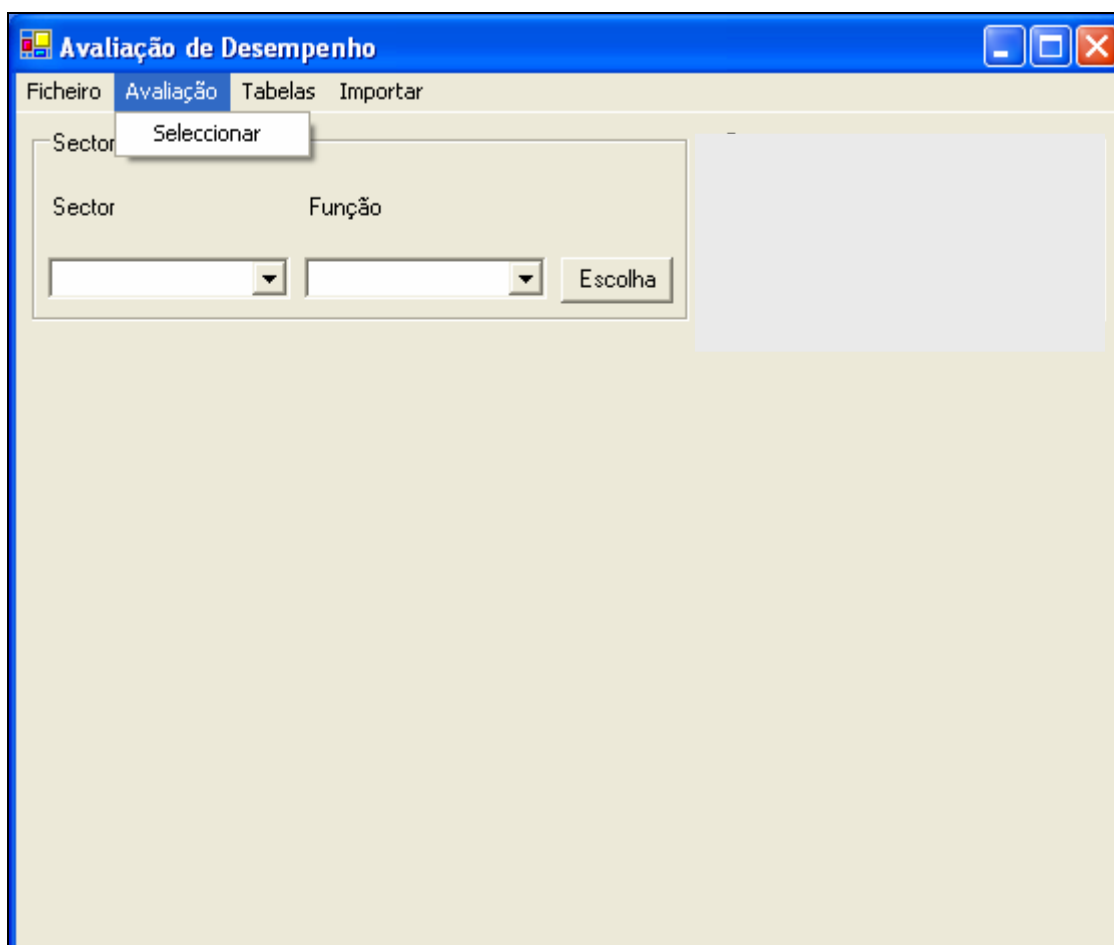 Avaliação de Desempenho
Ficheiro Avaliação Tabelas Importar
Seleccionar
Sector
Sector Função
Escolha